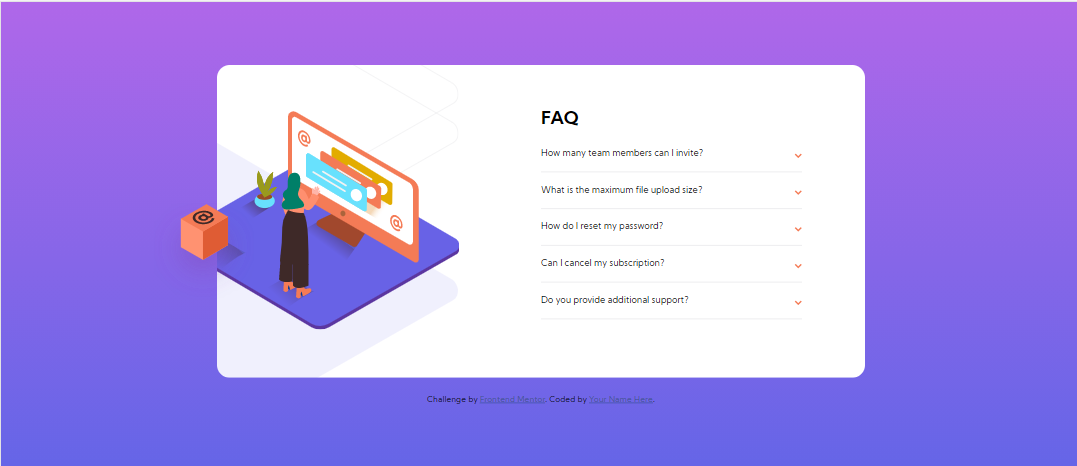 FAQ
How many team members can I invite?
What is the maximum file upload size?
How do I reset my password?
Can I cancel my subscription?
Do you provide additional support?
Challenge by Frontend Mentor. Coded by Your Name Here.